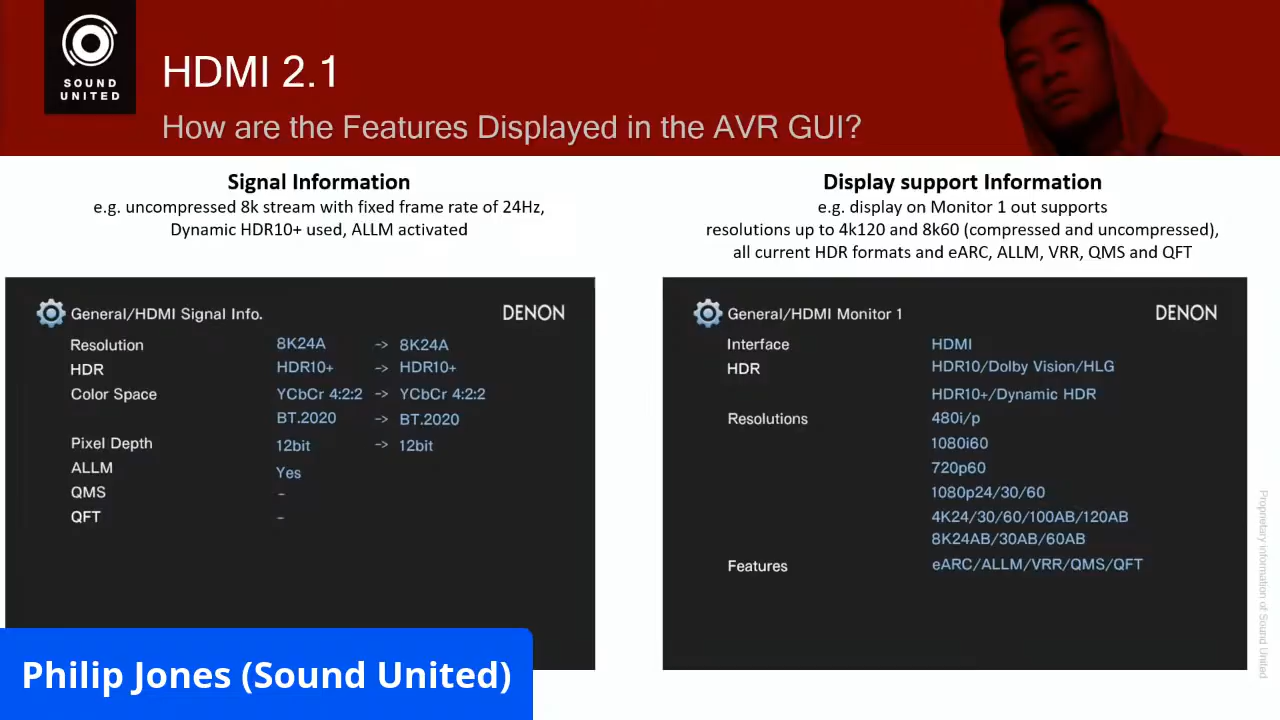 SOUND
UNITED
HDMI 2.1
How are the Features Displayed in the AVR GUI?
Signal Information
e.g. uncompressed 8k stream with fixed frame rate of 24Hz,
Dynamic HDR10+ used, ALLM activated
General/HDMI Signal Info.
DENON
Resolution 8K24A -> 8K24A
HDR HDR10+ -> HDR10+
Color Space YCbCr 4:2:2 -> YCbCr 4:2:2
BT.2020 -> BT.2020
Pixel Depth 12bit -> 12bit
ALLM Yes
QMS –
QFT –
Display support Information
e.g. display on Monitor 1 out supports
resolutions up to 4k120 and 8k60 (compressed and uncompressed),
all current HDR formats and eARC, ALLM, VRR, QMS and QFT
General/HDMI Monitor 1
DENON
Interface HDMI
HDR HDR10/Dolby Vision/HLG
HDR10+/Dynamic HDR
Resolutions 480i/p
1080i60
720p60
1080p24/30/60
4K24/30/60/100AB/120AB
8K24AB/30AB/60AB
Features eARC/ALLM/VRR/QMS/QFT
Proprietary information of Sound United
Philip Jones (Sound United)